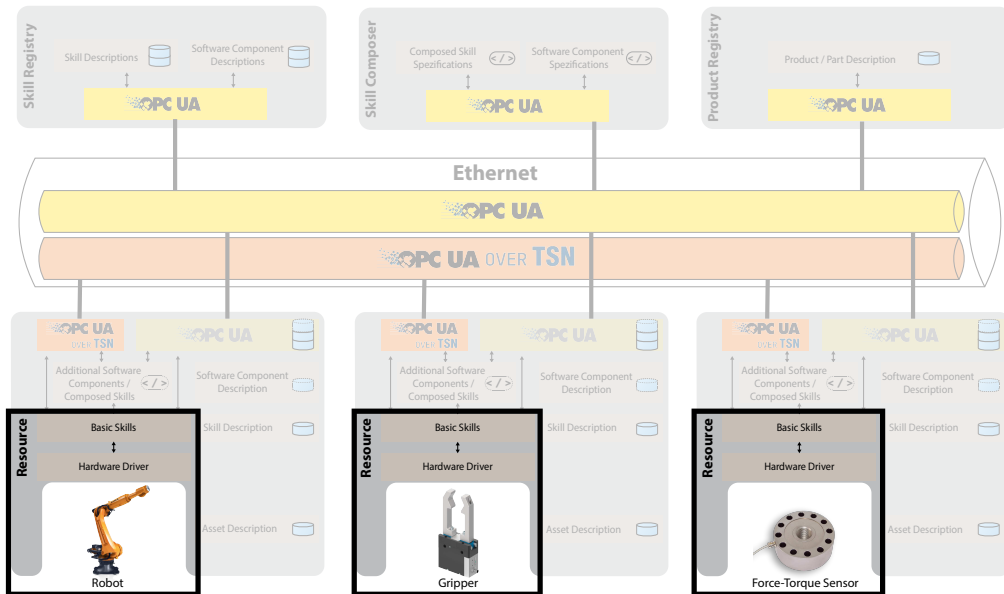 Skill Registry
Skill Descriptions
Software Component
Descriptions
OPC UA
Skill Composer
Composed Skill
Spezifications
</>
Software Component
Spezifications
</>
OPC UA
Product Registry
Product / Part Description
OPC UA
Ethernet
OPC UA
OPC UA OVER TSN
OPC UA
OVER TSN
OPC UA
Additional Software
Components /
Composed Skills
</>
Software Component
Description
Resource
Basic Skills
Skill Description
Hardware Driver
Asset Description
Robot
OPC UA
OVER TSN
OPC UA
Additional Software
Components /
Composed Skills
</>
Software Component
Description
Resource
Basic Skills
Skill Description
Hardware Driver
Asset Description
Gripper
OPC UA
OVER TSN
OPC UA
Additional Software
Components /
Composed Skills
</>
Software Component
Description
Resource
Basic Skills
Skill Description
Hardware Driver
Asset Description
Force-Torque Sensor